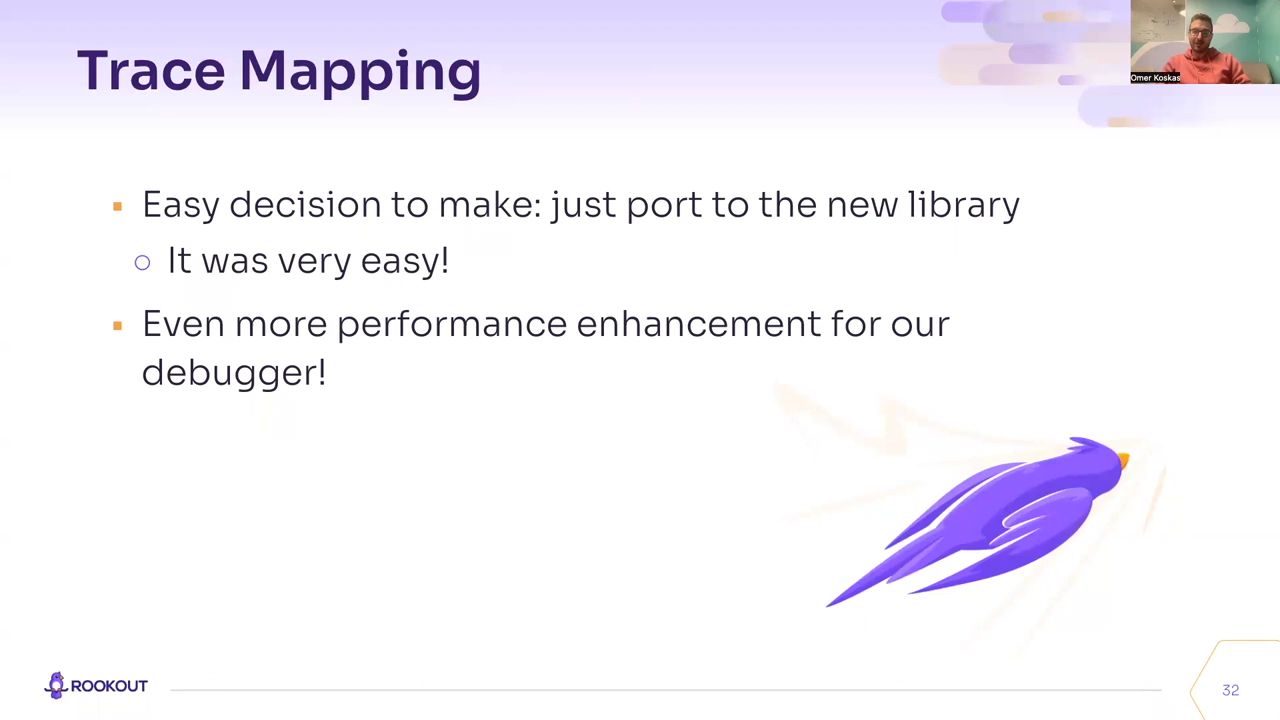 Trace Mapping
Omer Koskas
▪ Easy decision to make: just port to the new library
○ It was very easy!
▪ Even more performance enhancement for our
debugger!
ROOKOUT
32